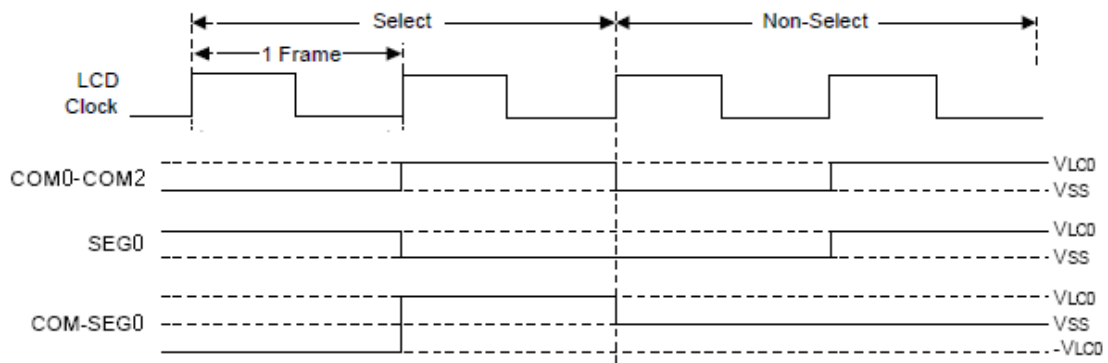 Select Non-Select
1 Frame
LCD
Clock
COM0-COM2
VLC0
VSS
SEG0
VLC0
VSS
COM-SEG0
VLC0
VSS
-VLC0